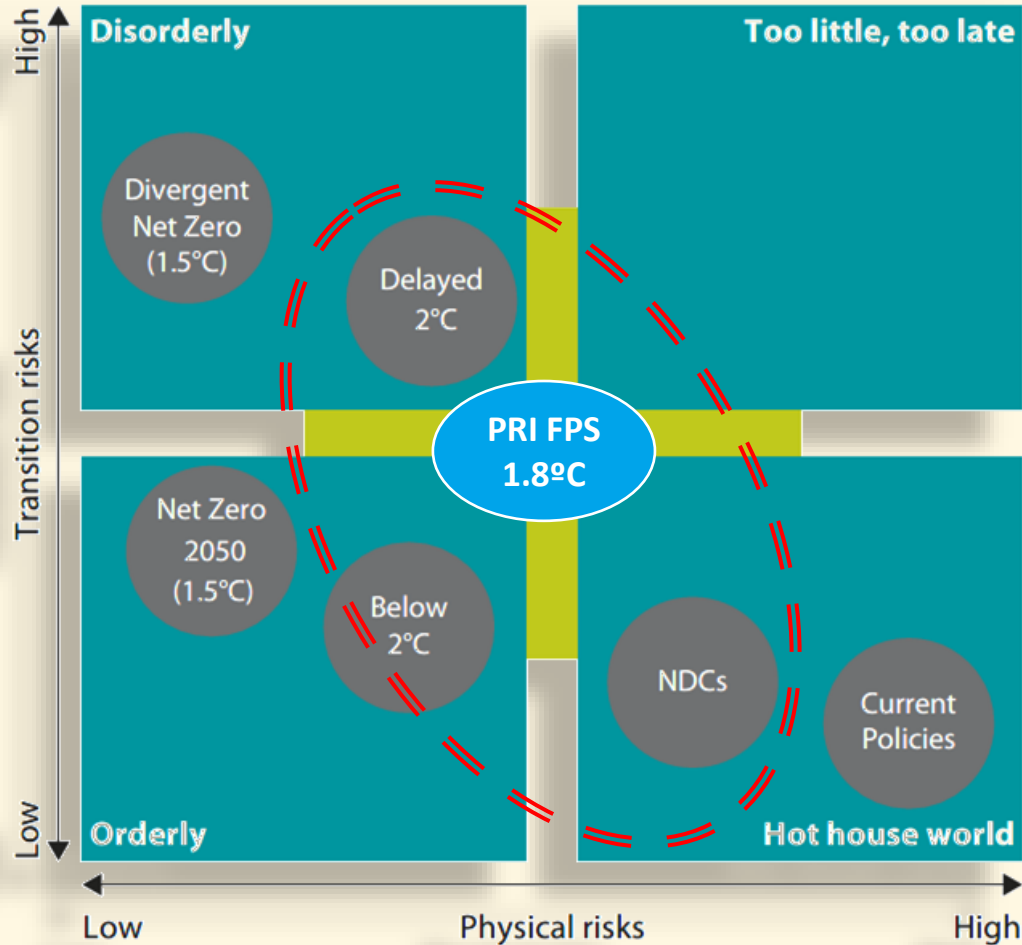 High
Disorderly
Too little, too late
Divergent
Net Zero
(1.5°C)
Delayed
2°C
Transition risks
PRI FPS
1.8ºC
Net Zero
2050
(1.5°C)
Below
2°C
NDCs
Current
Policies
Low
Orderly
Hot house world
Low
Physical risks
High